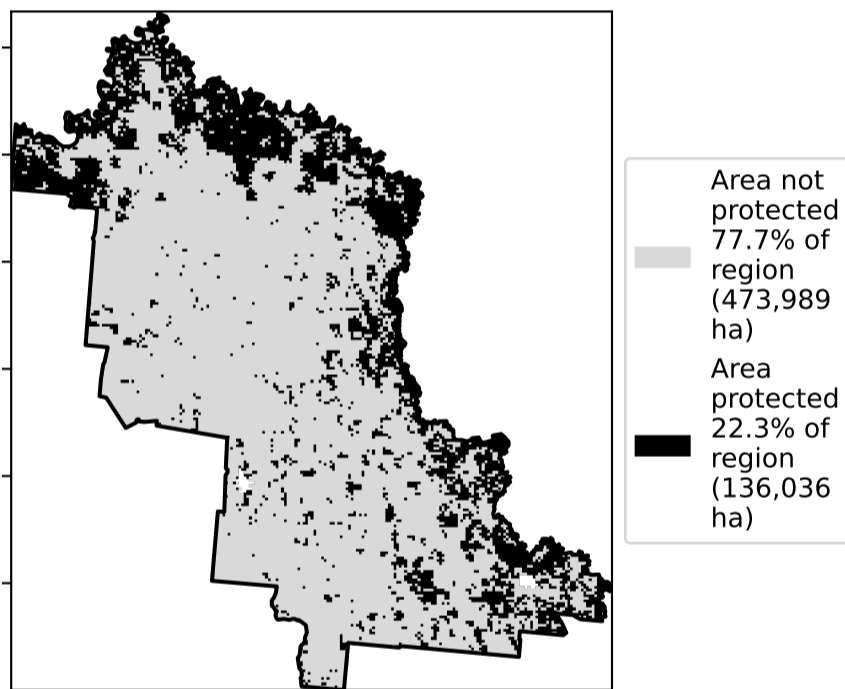 Area not
protected
77.7% of
region
(473,989
ha)
Area
protected
22.3% of
region
(136,036
ha)